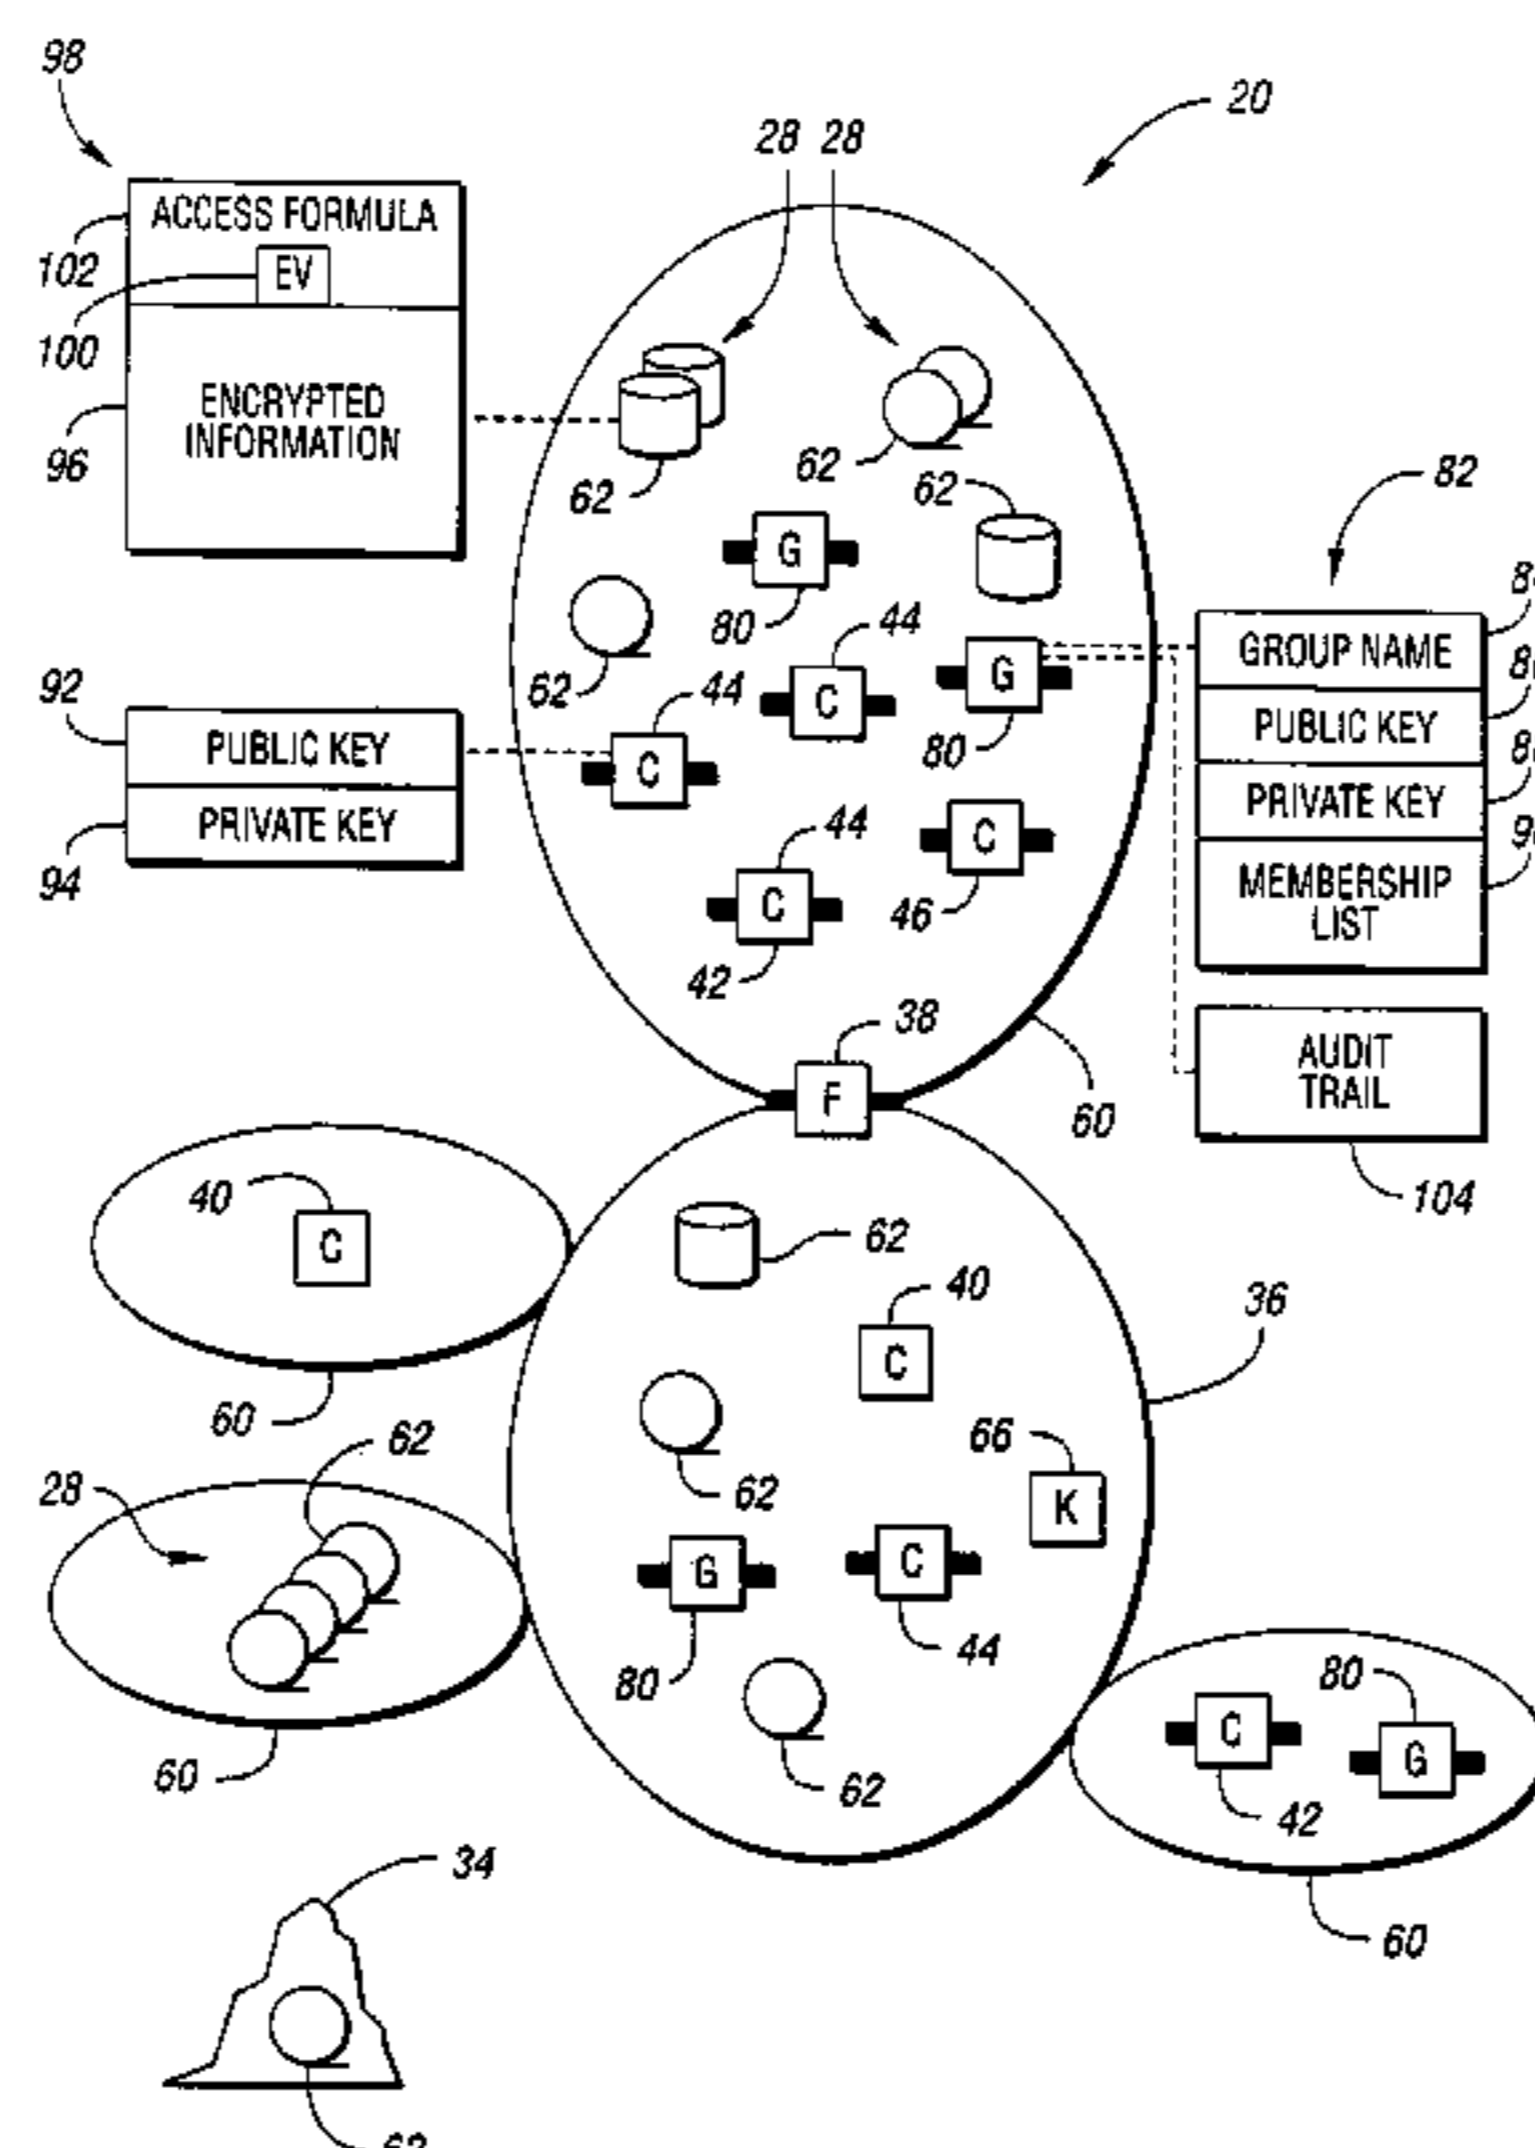 98
20
28 28
ACCESS FORMULA
102
EV
100
ENCRYPTED
INFORMATION
96
62
62
62
82
G
80
44
62
G
GROUP NAME
92
44
C
80
PUBLIC KEY
PUBLIC KEY
C
PRIVATE KEY
PRIVATE KEY
94
44
C
46
C
42
MEMBERSHIP
LIST
38
F
60
AUDIT
TRAIL
104
40
C
62
40
C
36
60
62
66
K
28
62
G
C
80
44
60
62
80
C
G
42
34
60